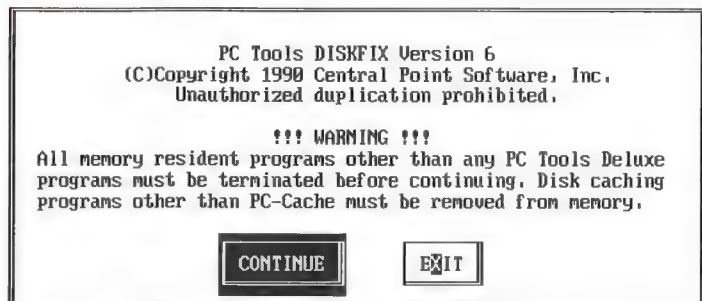 PC Tools DISKFIX Version 6
(C)Copyright 1990 Central Point Software, Inc.
Unauthorized duplication prohibited.
!!! WARNING !!!
All memory resident programs other than any PC Tools Deluxe
programs must be terminated before continuing. Disk caching
programs other than PC-Cache must be removed from memory.
CONTINUE EXIT